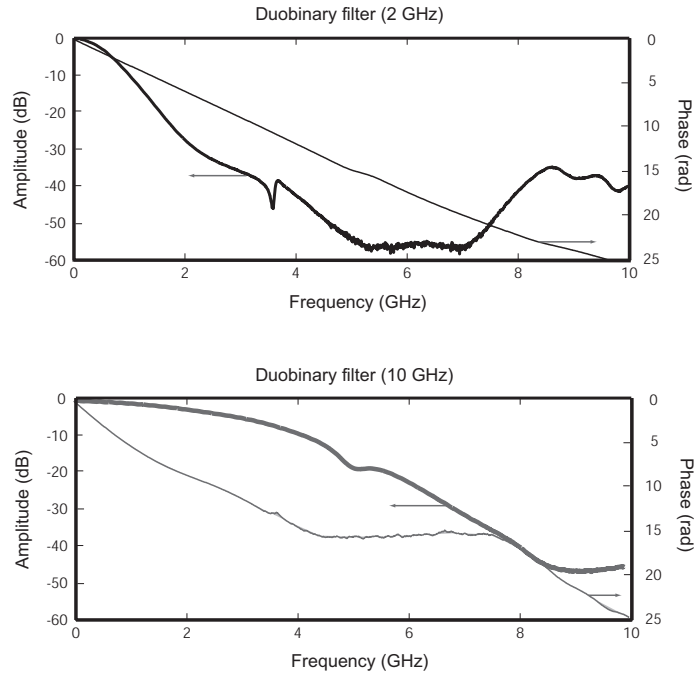 Duobinary filter (2 GHz)
0
-10
-20
-30
-40
-50
-60
Amplitude (dB)
0
5
10
15
20
25
Phase (rad)
0 2 4 6 8 10
Frequency (GHz)
Duobinary filter (10 GHz)
0
-10
-20
-30
-40
-50
-60
Amplitude (dB)
0
5
10
15
20
25
Phase (rad)
0 2 4 6 8 10
Frequency (GHz)